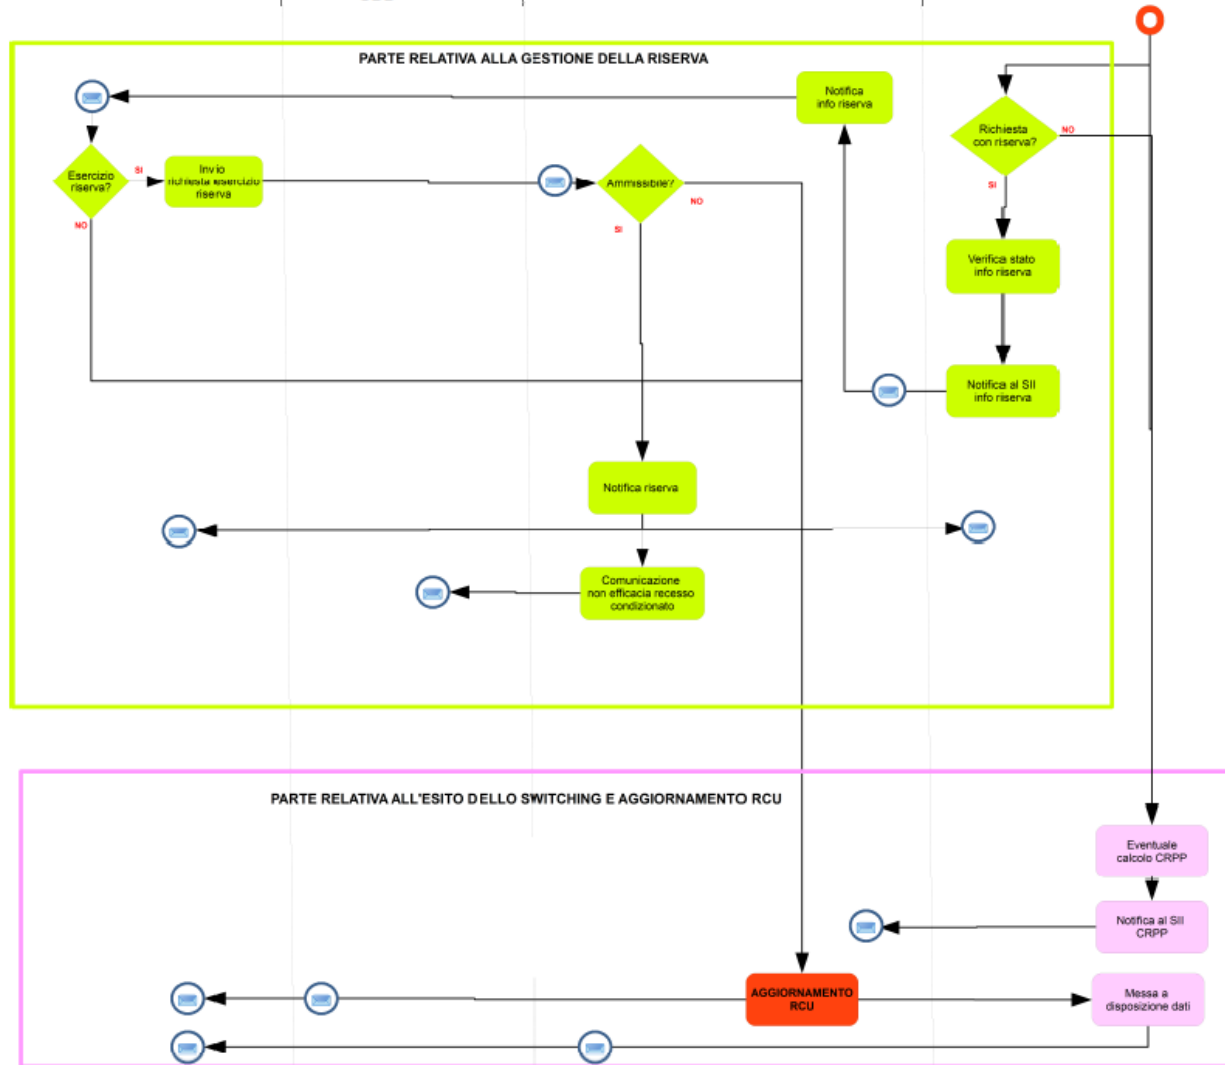 PARTE RELATIVA ALLA GESTIONE DELLA RISERVA
Notifica
info riserva
Richiesta
con riserva?
NO
SI
Esercizio
riserva?
SI
NO
Invio
richiesta esercizio
riserva
Ammissibile?
NO
SI
Verifica stato
info riserva
Notifica al SII
info riserva
Notifica riserva
Comunicazione
non efficacia recesso
condizionato
PARTE RELATIVA ALL'ESITO DELLO SWITCHING E AGGIORNAMENTO RCU
Eventuale
calcolo CRPP
Notifica al SII
CRPP
AGGIORNAMENTO
RCU
Messa a
disposizione dati